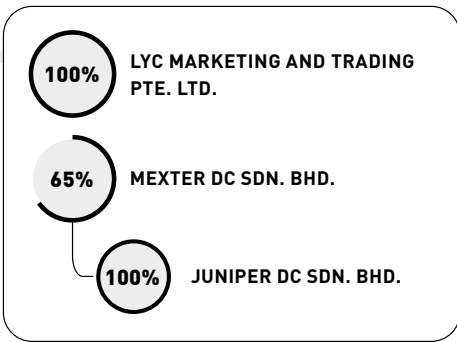 100% LYC MARKETING AND TRADING
PTE. LTD.
65% MEXTER DC SDN. BHD.
100% JUNIPER DC SDN. BHD.